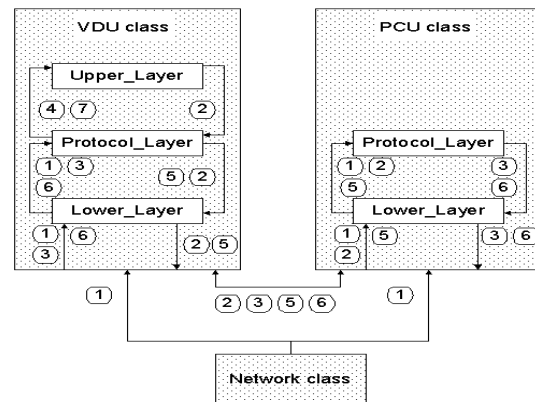 VDU class
PCU class
Upper_Layer
4 7 2
Protocol_Layer
Protocol_Layer
1 3
1 2 3
6
5 2
5 6
Lower_Layer
Lower_Layer
1 6
2 5
1 5
3 6
3
2
1
2 3 5 6
1
Network class